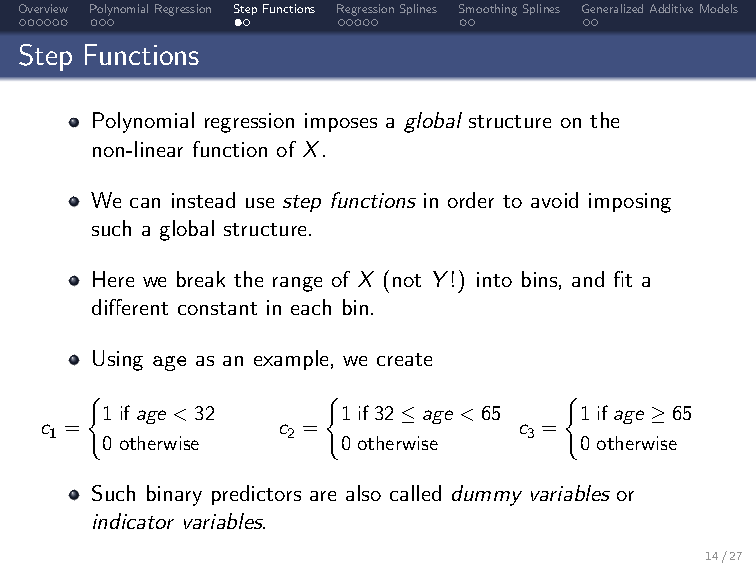 Overview Polynomial Regression Step Functions Regression Splines Smoothing Splines Generalized Additive Models
Step Functions
Polynomial regression imposes a global structure on the
non-linear function of X.
We can instead use step functions in order to avoid imposing
such a global structure.
Here we break the range of X (not Y!) into bins, and fit a
different constant in each bin.
Using age as an example, we create
c₁ = {1 if age < 32
0 otherwise
c₂ = {1 if 32 ≤ age < 65
0 otherwise
c₃ = {1 if age ≥ 65
0 otherwise
Such binary predictors are also called dummy variables or
indicator variables.
14 / 27